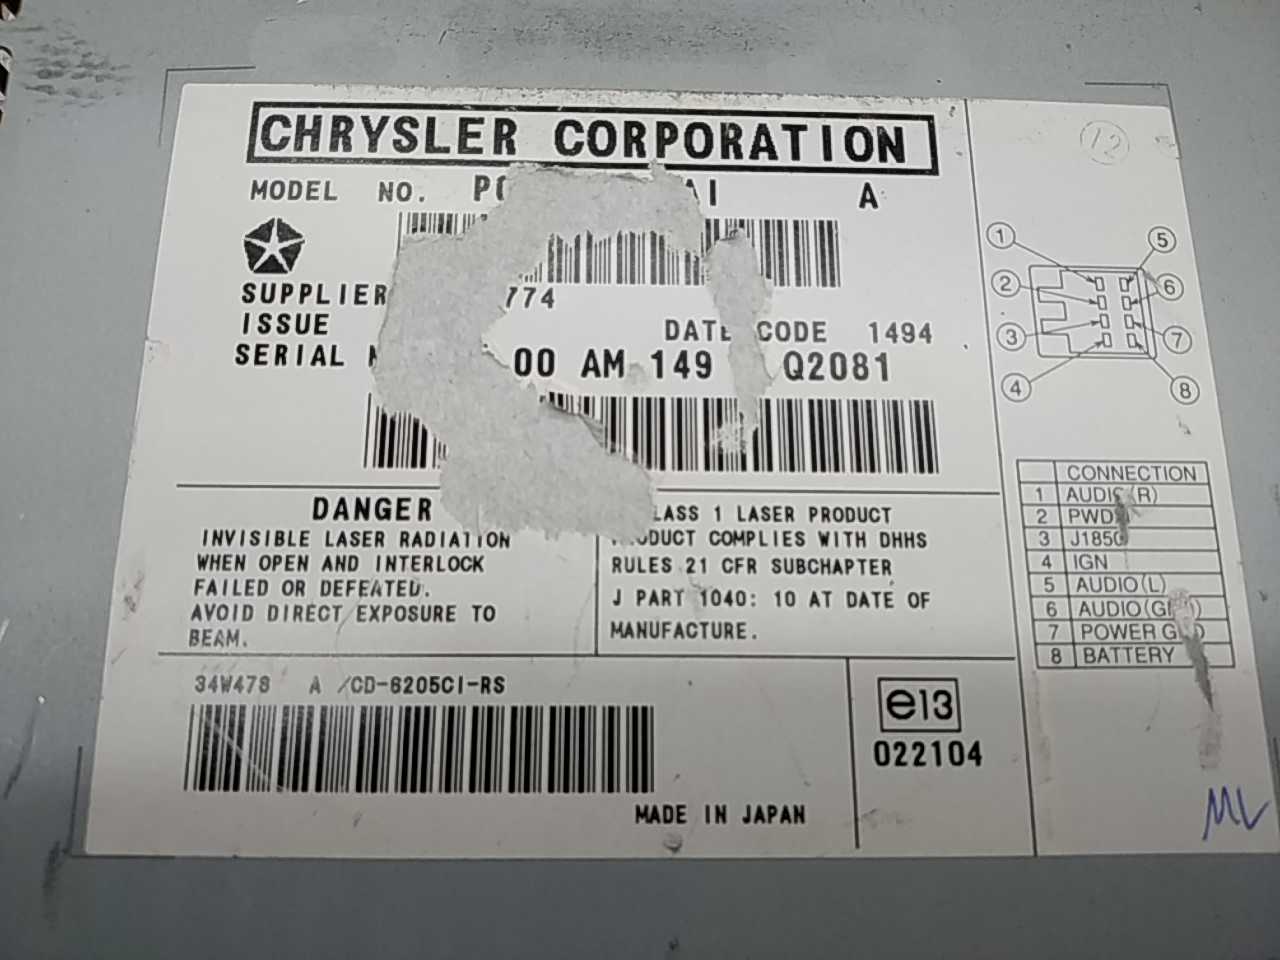 CHRYSLER CORPORATION
MODEL NO. A
SUPPLIER 774
ISSUE DATE CODE 1494
SERIAL 00 AM 149 Q2081
DANGER
INVISIBLE LASER RADIATION
WHEN OPEN AND INTERLOCK
FAILED OR DEFEATED.
AVOID DIRECT EXPOSURE TO
BEAM.
CLASS 1 LASER PRODUCT
PRODUCT COMPLIES WITH DHHS
RULES 21 CFR SUBCHAPTER
J PART 1040: 10 AT DATE OF
MANUFACTURE.
34W478 A /CD-6205CI-RS
MADE IN JAPAN
e13
022104
12
1 5
2 6
3 7
4 8
CONNECTION
1 AUDIO(R)
2 PWD
3 J1850
4 IGN
5 AUDIO(L)
6 AUDIO(GND)
7 POWER GND
8 BATTERY
ML